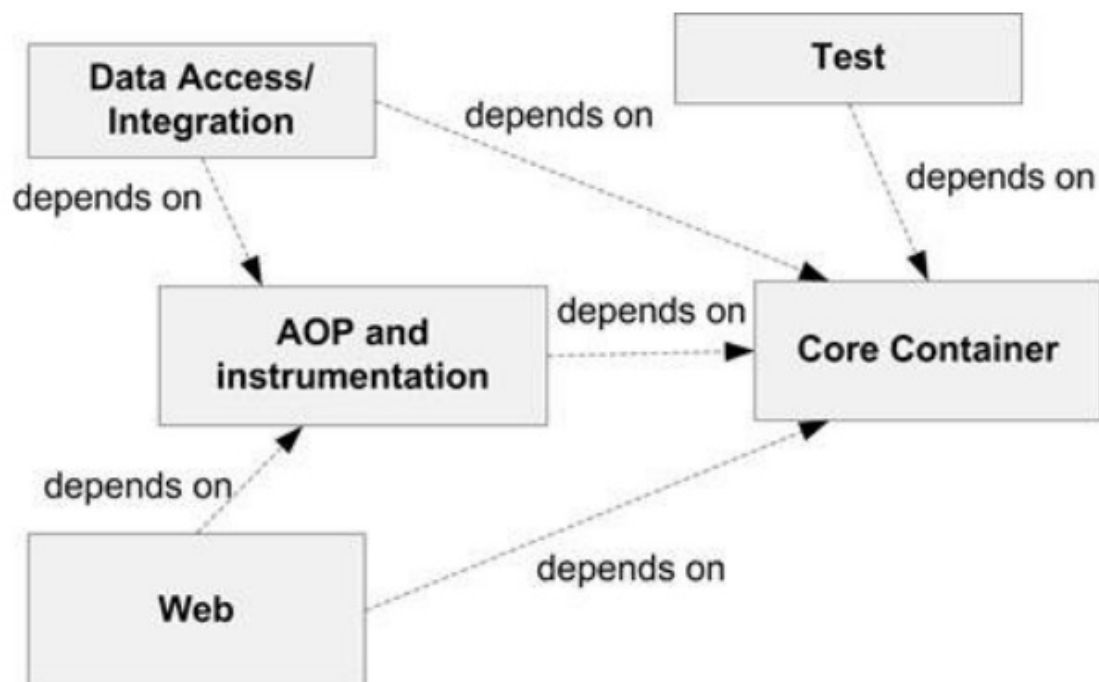 Data Access/
Integration
Test
depends on
depends on
depends on
AOP and
instrumentation
depends on
Core Container
depends on
depends on
Web